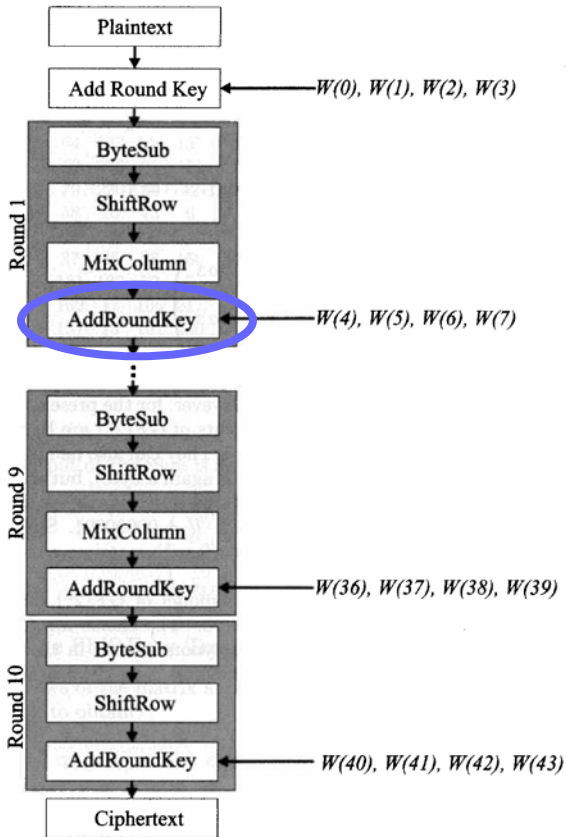 Plaintext
Add Round Key
W(0), W(1), W(2), W(3)
Round 1
ByteSub
ShiftRow
MixColumn
AddRoundKey
W(4), W(5), W(6), W(7)
Round 9
ByteSub
ShiftRow
MixColumn
AddRoundKey
W(36), W(37), W(38), W(39)
Round 10
ByteSub
ShiftRow
AddRoundKey
W(40), W(41), W(42), W(43)
Ciphertext